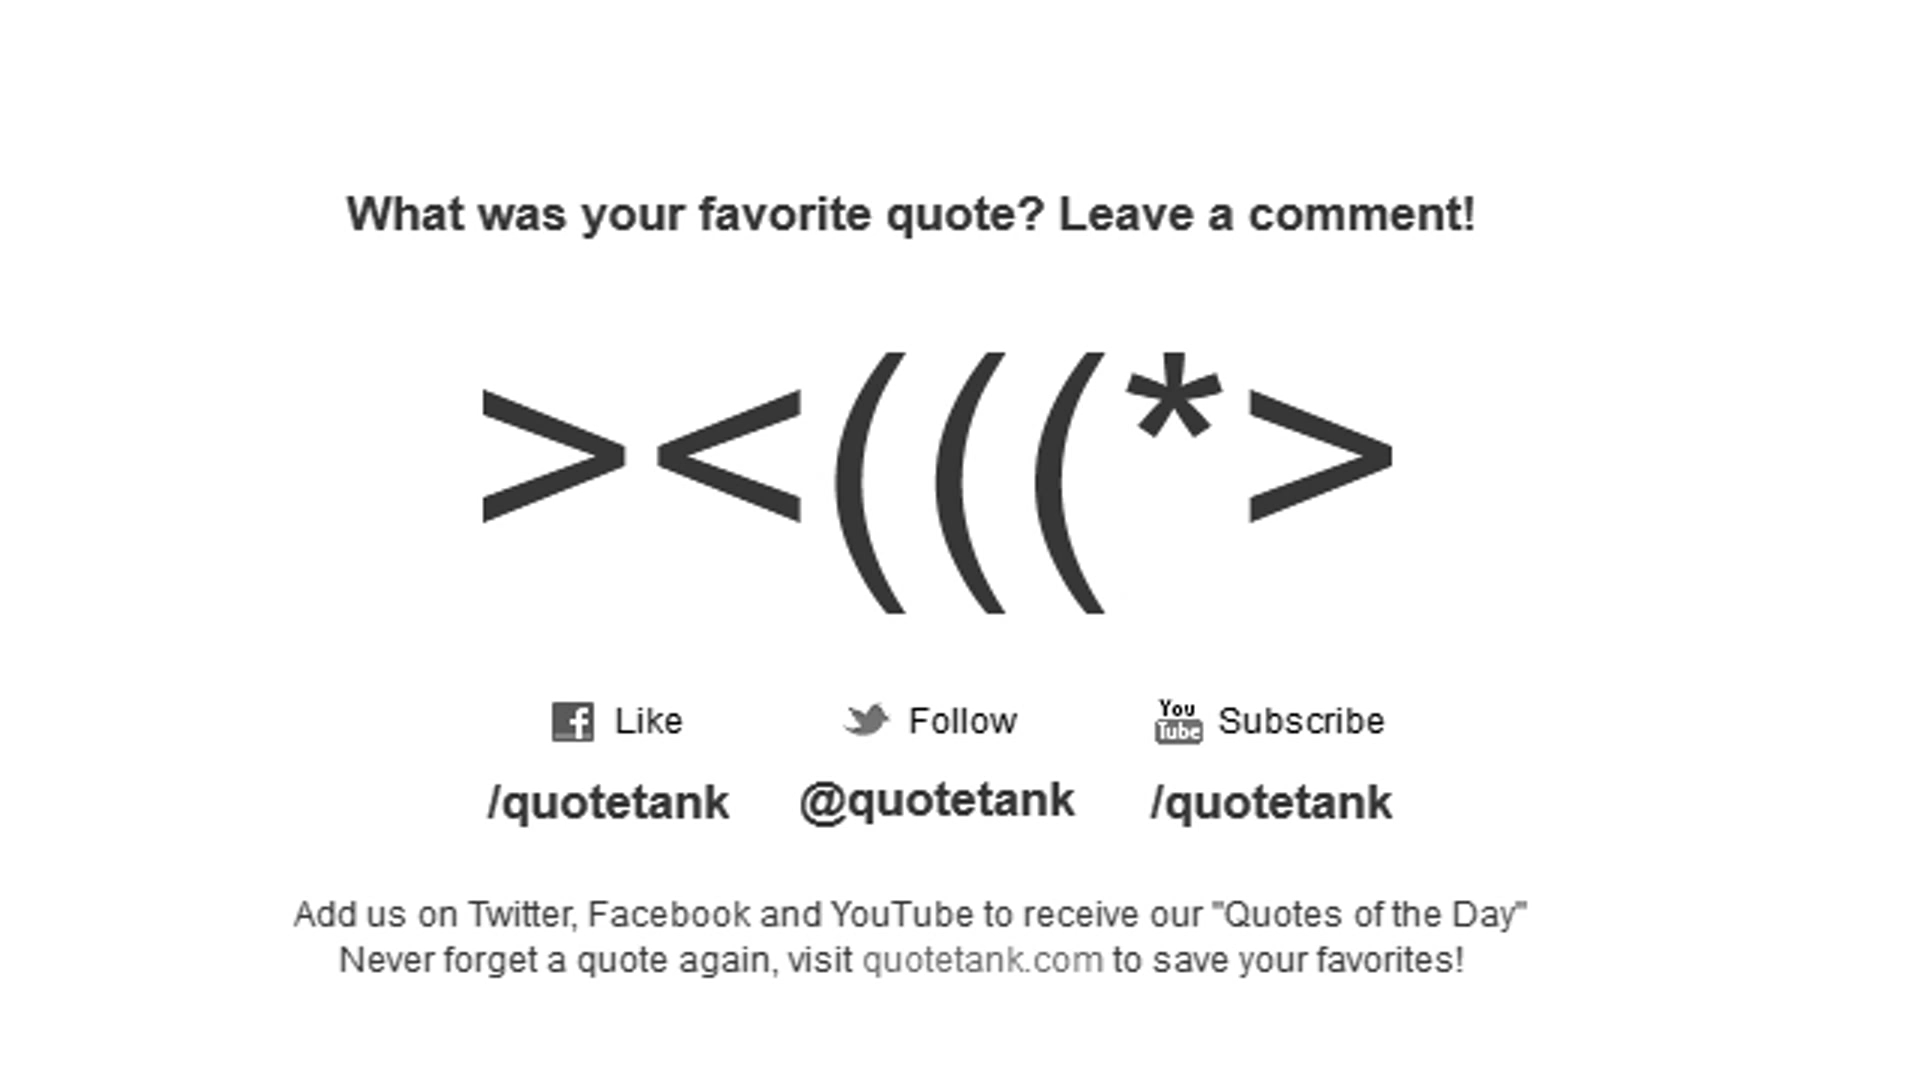 What was your favorite quote? Leave a comment!
><(((*>
f Like Follow You Tube Subscribe
/quotetank @quotetank /quotetank
Add us on Twitter, Facebook and YouTube to receive our "Quotes of the Day"
Never forget a quote again, visit quotetank.com to save your favorites!